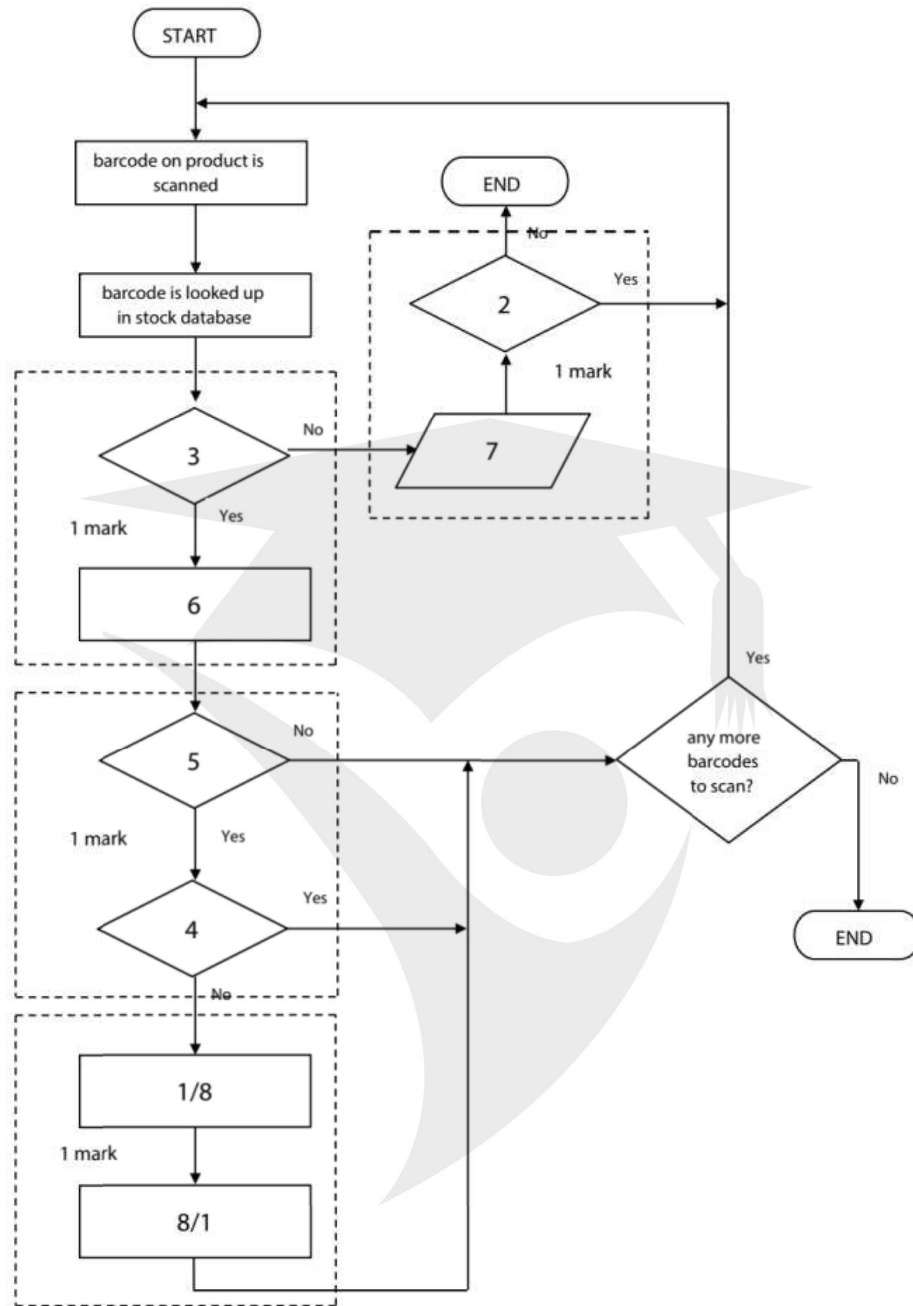 START
barcode on product is
scanned
END
No
barcode is looked up
in stock database
2
Yes
1 mark
3
No
7
Yes
1 mark
6
Yes
5
No
any more
barcodes
to scan?
No
1 mark
Yes
4
Yes
END
No
1/8
1 mark
8/1